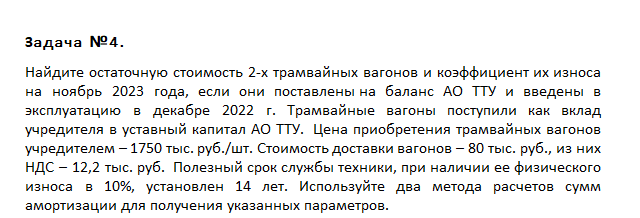 Задача №4.
Найдите остаточную стоимость 2-х трамвайных вагонов и коэффициент их износа
на ноябрь 2023 года, если они поставлены на баланс АО ТТУ и введены в
эксплуатацию в декабре 2022 г. Трамвайные вагоны поступили как вклад
учредителя в уставный капитал АО ТТУ. Цена приобретения трамвайных вагонов
учредителем – 1750 тыс. руб./шт. Стоимость доставки вагонов – 80 тыс. руб., из них
НДС – 12,2 тыс. руб. Полезный срок службы техники, при наличии ее физического
износа в 10%, установлен 14 лет. Используйте два метода расчетов сумм
амортизации для получения указанных параметров.